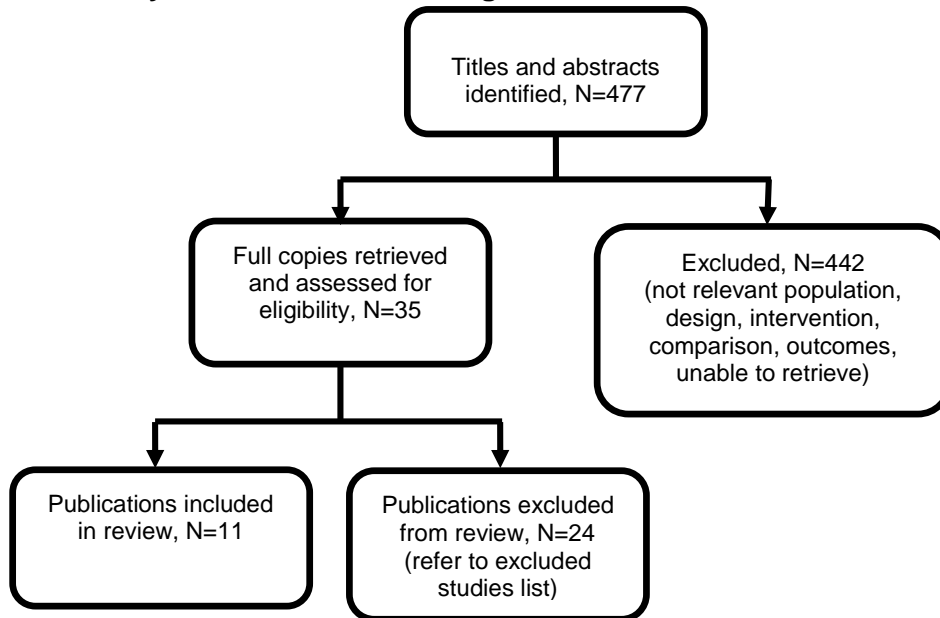 Titles and abstracts
identified, N=477
Full copies retrieved
and assessed for
eligibility, N=35
Excluded, N=442
(not relevant population,
design, intervention,
comparison, outcomes,
unable to retrieve)
Publications included
in review, N=11
Publications excluded
from review, N=24
(refer to excluded
studies list)